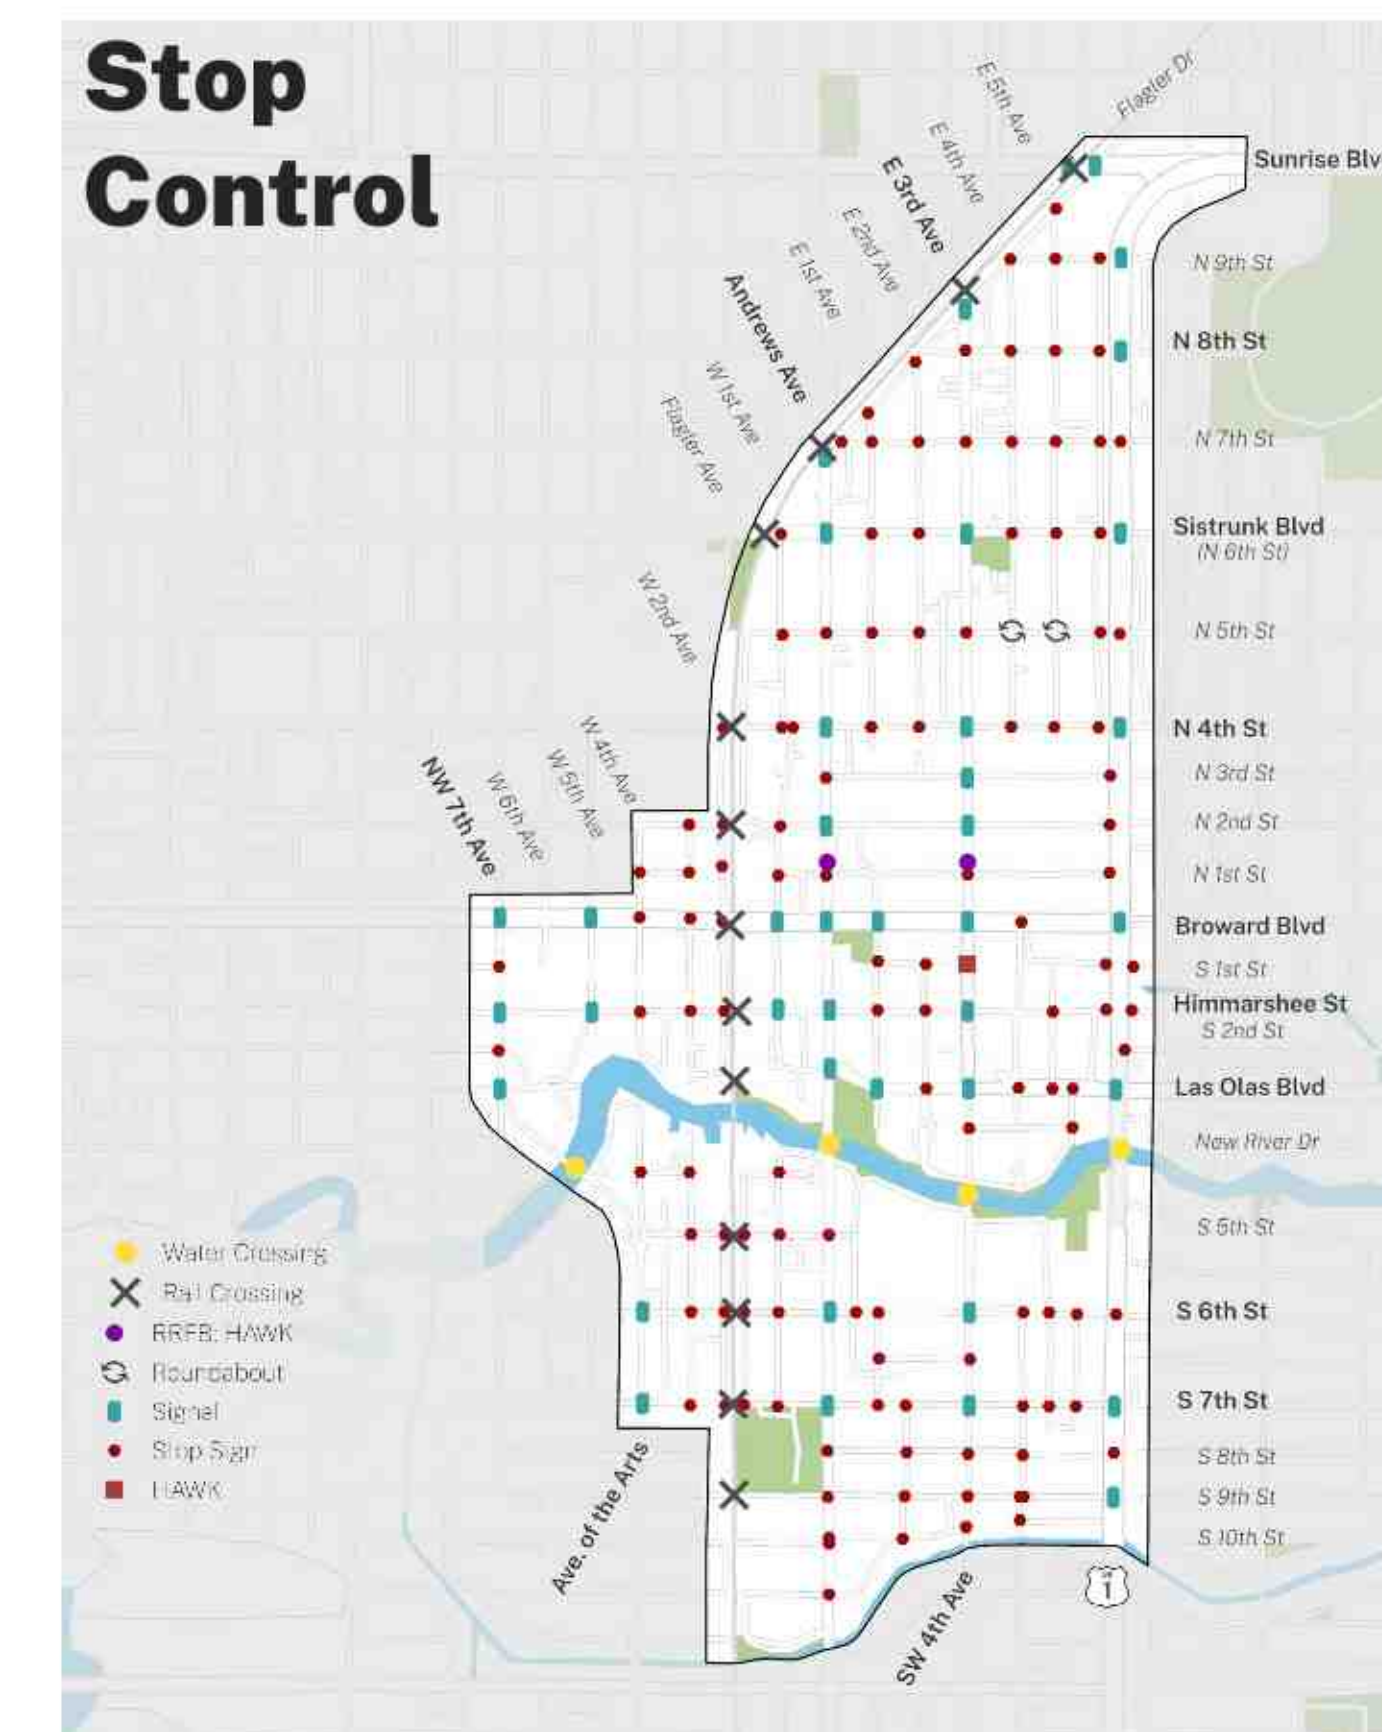 Stop
Control
Flagler Dr
E 5th Ave
E 4th Ave
E 3rd Ave
E 2nd Ave
E 1st Ave
Andrews Ave
W 1st Ave
Flagler Ave
W 2nd Ave
W 4th Ave
W 5th Ave
W 6th Ave
NW 7th Ave
Sunrise Blv
N 9th St
N 8th St
N 7th St
Sistrunk Blvd
(N 6th St)
N 5th St
N 4th St
N 3rd St
N 2nd St
N 1st St
Broward Blvd
S 1st St
Himmarshee St
S 2nd St
Las Olas Blvd
New River Dr
S 5th St
S 6th St
S 7th St
S 8th St
S 9th St
S 10th St
Water Crossing
Rail Crossing
RRFB: HAWK
Roundabout
Signal
Stop Sign
HAWK
Ave. of the Arts
SW 4th Ave
1